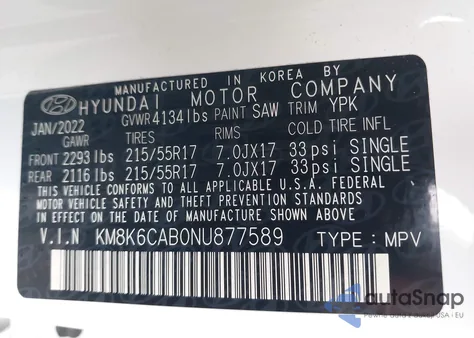 MANUFACTURED IN KOREA BY
HYUNDAI MOTOR COMPANY
JAN/2022 GVWR 4134 lbs PAINT SAW TRIM YPK
GAWR TIRES RIMS COLD TIRE INFL
FRONT 2293 lbs 215/55R17 7.0JX17 33psi SINGLE
REAR 2116 lbs 215/55R17 7.0JX17 33psi SINGLE
THIS VEHICLE CONFORMS TO ALL APPLICABLE U.S.A. FEDERAL
MOTOR VEHICLE SAFETY, BUMPER, AND THEFT PREVENTION
STANDARDS IN EFFECT ON THE DATE OF MANUFACTURE SHOWN ABOVE.
V.I.N KM8K6CAB0NU877589 TYPE: MPV
autoSnap